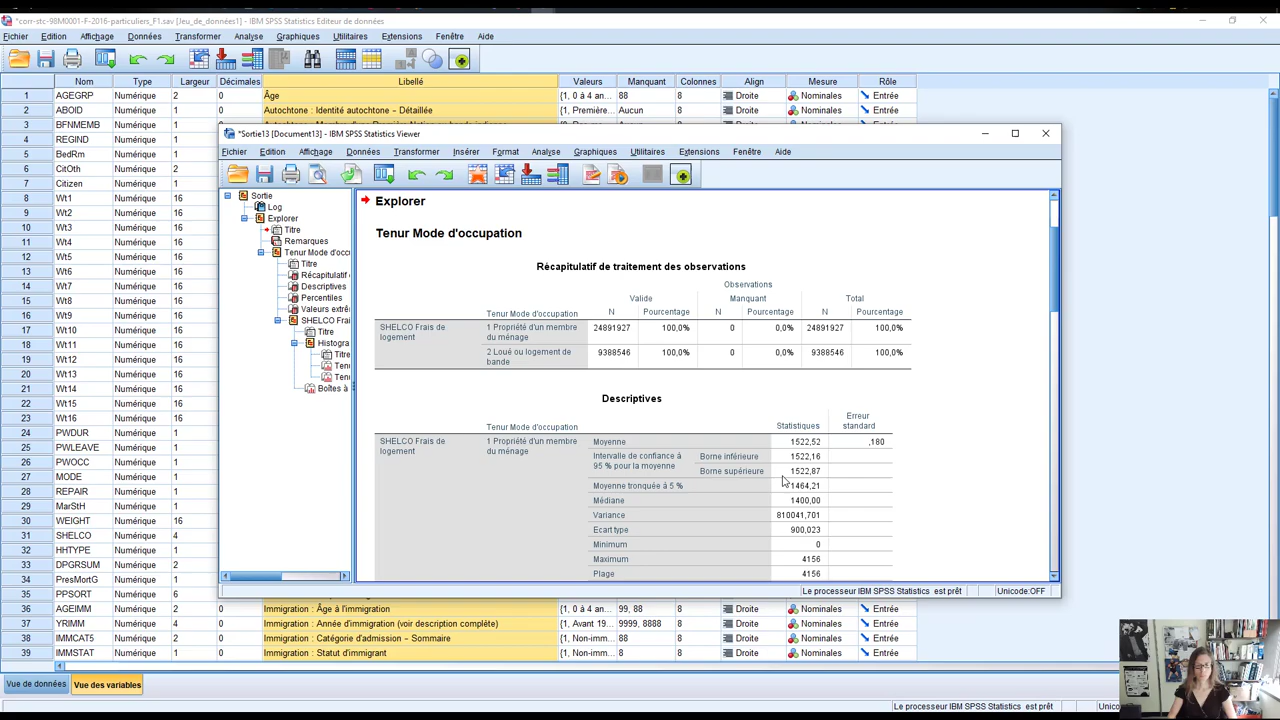 *corr-stc-98M0001-F-2016-particuliers_F1.sav [Jeu_de_données1] - IBM SPSS Statistics Editeur de données
Fichier Edition Affichage Données Transformer Analyse Graphiques Utilitaires Extensions Fenêtre Aide
Nom Type Largeur Décimales Libellé Valeurs Manquant Colonnes Align Mesure Rôle
1 AGEGRP Numérique 2 0 Âge {1, 0 à 4 an... 88 8 Droite Nominales Entrée
2 ABOID Numérique 1 0 Autochtone : Identité autochtone – Détaillée {1, Première... Aucun 8 Droite Nominales Entrée
3 BFNMEMB Numérique 1
4 REGIND Numérique 1
5 BedRm Numérique 1
6 CitOth Numérique 2
7 Citizen Numérique 1
8 Wt1 Numérique 16
9 Wt2 Numérique 16
10 Wt3 Numérique 16
11 Wt4 Numérique 16
12 Wt5 Numérique 16
13 Wt6 Numérique 16
14 Wt7 Numérique 16
15 Wt8 Numérique 16
16 Wt9 Numérique 16
17 Wt10 Numérique 16
18 Wt11 Numérique 16
19 Wt12 Numérique 16
20 Wt13 Numérique 16
21 Wt14 Numérique 16
22 Wt15 Numérique 16
23 Wt16 Numérique 16
24 PWDUR Numérique 1
25 PWLEAVE Numérique 1
26 PWOCC Numérique 1
27 MODE Numérique 1
28 REPAIR Numérique 1
29 MarStH Numérique 1
30 WEIGHT Numérique 16
31 SHELCO Numérique 4
32 HHTYPE Numérique 1
33 DPGRSUM Numérique 2
34 PresMortG Numérique 1
35 PPSORT Numérique 6
36 AGEIMM Numérique 2 0 Immigration : Âge à l'immigration {1, 0 à 4 an... 99, 88 8 Droite Nominales Entrée
37 YRIMM Numérique 4 0 Immigration : Année d'immigration (voir description complète) {1, Avant 19... 9999, 8888 8 Droite Nominales Entrée
38 IMMCAT5 Numérique 2 0 Immigration : Catégorie d'admission – Sommaire {1, Non-imm... 88 8 Droite Nominales Entrée
39 IMMSTAT Numérique 1 0 Immigration : Statut d'immigrant {1, Non-imm... 8 8 Droite Nominales Entrée
Vue de données Vue des variables
Le processeur IBM SPSS Statistics est prêt
*Sortie13 [Document13] - IBM SPSS Statistics Viewer
Fichier Edition Affichage Données Transformer Insérer Format Analyse Graphiques Utilitaires Extensions Fenêtre Aide
Sortie
Log
Explorer
Titre
Remarques
Tenur Mode d'occu
Titre
Récapitulatif
Descriptives
Percentiles
Valeurs extrê
SHELCO Frai
Titre
Histogra
Titre
Tenu
Tenu
Boîtes à
Explorer
Tenur Mode d'occupation
Récapitulatif de traitement des observations
Observations
Valide Manquant Total
Tenur Mode d'occupation N Pourcentage N Pourcentage N Pourcentage
SHELCO Frais de logement 1 Propriété d'un membre du ménage 24891927 100,0% 0 0,0% 24891927 100,0%
2 Loué ou logement de bande 9388546 100,0% 0 0,0% 9388546 100,0%
Descriptives
Tenur Mode d'occupation Statistiques Erreur standard
SHELCO Frais de logement 1 Propriété d'un membre du ménage Moyenne 1522,52 ,180
Intervalle de confiance à 95 % pour la moyenne Borne inférieure 1522,16
Borne supérieure 1522,87
Moyenne tronquée à 5 % 1464,21
Médiane 1400,00
Variance 810041,701
Ecart type 900,023
Minimum 0
Maximum 4156
Plage 4156
Le processeur IBM SPSS Statistics est prêt Unicode:OFF